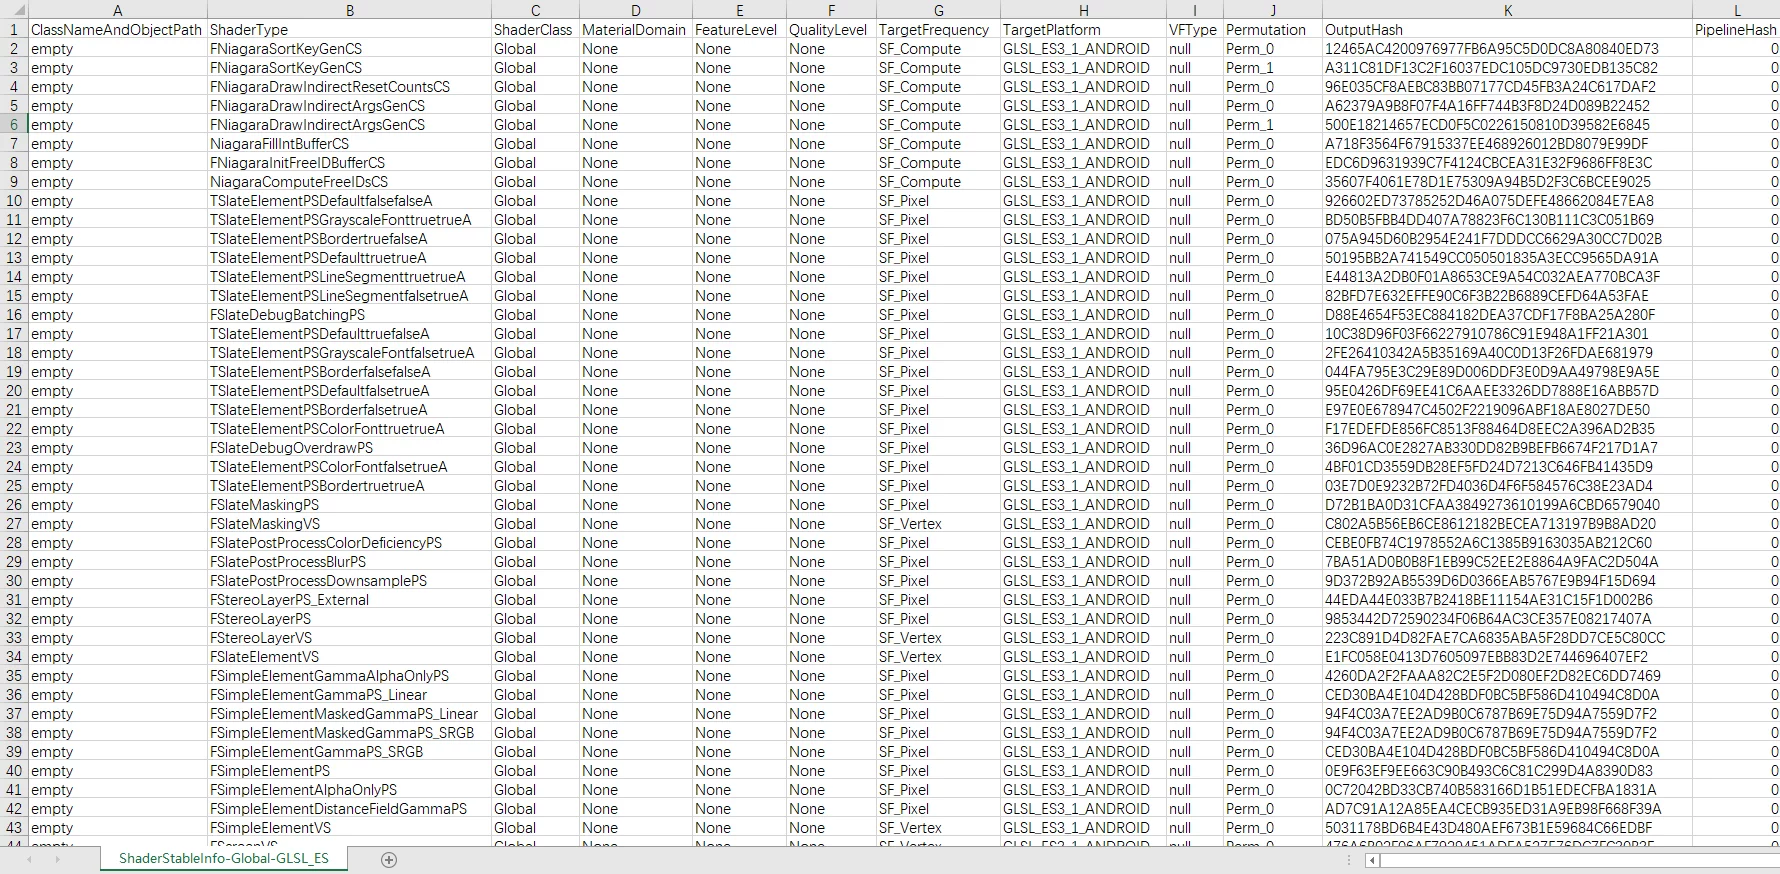 A B C D E F G H I J K L
1 ClassNameAndObjectPath ShaderType ShaderClass MaterialDomain FeatureLevel QualityLevel TargetFrequency TargetPlatform VFType Permutation OutputHash PipelineHash
2 empty FNiagaraSortKeyGenCS Global None None None SF_Compute GLSL_ES3_1_ANDROID null Perm_0 12465AC4200976977FB6A95C5D0DC8A80840ED73 0
3 empty FNiagaraSortKeyGenCS Global None None None SF_Compute GLSL_ES3_1_ANDROID null Perm_1 A311C81DF13C2F16037EDC105DC9730EDB135C82 0
4 empty FNiagaraDrawIndirectResetCountsCS Global None None None SF_Compute GLSL_ES3_1_ANDROID null Perm_0 96E035CF8AEBC83BB07177CD45FB3A24C617DAF2 0
5 empty FNiagaraDrawIndirectArgsGenCS Global None None None SF_Compute GLSL_ES3_1_ANDROID null Perm_0 A62379A9B8F07F4A16FF744B3F8D24D089B22452 0
6 empty FNiagaraDrawIndirectArgsGenCS Global None None None SF_Compute GLSL_ES3_1_ANDROID null Perm_1 500E18214657ECD0F5C0226150810D39582E6845 0
7 empty NiagaraFillIntBufferCS Global None None None SF_Compute GLSL_ES3_1_ANDROID null Perm_0 A718F3564F67915337EE468926012BD8079E99DF 0
8 empty FNiagaraInitFreeIDBufferCS Global None None None SF_Compute GLSL_ES3_1_ANDROID null Perm_0 EDC6D9631939C7F4124CBCEA31E32F9686FF8E3C 0
9 empty NiagaraComputeFreeIDsCS Global None None None SF_Compute GLSL_ES3_1_ANDROID null Perm_0 35607F4061E78D1E75309A94B5D2F3C6BCEE9025 0
10 empty TSlateElementPSDefaultfalsefalseA Global None None None SF_Pixel GLSL_ES3_1_ANDROID null Perm_0 926602ED73785252D46A075DEFE48662084E7EA8 0
11 empty TSlateElementPSGrayscaleFonttruetrueA Global None None None SF_Pixel GLSL_ES3_1_ANDROID null Perm_0 BD50B5FBB4DD407A78823F6C130B111C3C051B69 0
12 empty TSlateElementPSBordertruefalseA Global None None None SF_Pixel GLSL_ES3_1_ANDROID null Perm_0 075A945D60B2954E241F7DDDCC6629A30CC7D02B 0
13 empty TSlateElementPSDefaulttruetrueA Global None None None SF_Pixel GLSL_ES3_1_ANDROID null Perm_0 50195BB2A741549CC050501835A3ECC9565DA91A 0
14 empty TSlateElementPSLineSegmenttruetrueA Global None None None SF_Pixel GLSL_ES3_1_ANDROID null Perm_0 E44813A2DB0F01A8653CE9A54C032AEA770BCA3F 0
15 empty TSlateElementPSLineSegmentfalsetrueA Global None None None SF_Pixel GLSL_ES3_1_ANDROID null Perm_0 82BFD7E632EFFE90C6F3B22B6889CEFD64A53FAE 0
16 empty FSlateDebugBatchingPS Global None None None SF_Pixel GLSL_ES3_1_ANDROID null Perm_0 D88E4654F53EC884182DEA37CDF17F8BA25A280F 0
17 empty TSlateElementPSDefaulttruefalseA Global None None None SF_Pixel GLSL_ES3_1_ANDROID null Perm_0 10C38D96F03F66227910786C91E948A1FF21A301 0
18 empty TSlateElementPSGrayscaleFontfalsetrueA Global None None None SF_Pixel GLSL_ES3_1_ANDROID null Perm_0 2FE26410342A5B35169A40C0D13F26FDAE681979 0
19 empty TSlateElementPSBorderfalsefalseA Global None None None SF_Pixel GLSL_ES3_1_ANDROID null Perm_0 044FA795E3C29E89D006DDF3E0D9AA49798E9A5E 0
20 empty TSlateElementPSDefaultfalsetrueA Global None None None SF_Pixel GLSL_ES3_1_ANDROID null Perm_0 95E0426DF69EE41C6AAEE3326DD7888E16ABB57D 0
21 empty TSlateElementPSBorderfalsetrueA Global None None None SF_Pixel GLSL_ES3_1_ANDROID null Perm_0 E97E0E678947C4502F2219096ABF18AE8027DE50 0
22 empty TSlateElementPSColorFonttruetrueA Global None None None SF_Pixel GLSL_ES3_1_ANDROID null Perm_0 F17EDEFDE856FC8513F88464D8EEC2A396AD2B35 0
23 empty FSlateDebugOverdrawPS Global None None None SF_Pixel GLSL_ES3_1_ANDROID null Perm_0 36D96AC0E2827AB330DD82B9BEFB6674F217D1A7 0
24 empty TSlateElementPSColorFontfalsetrueA Global None None None SF_Pixel GLSL_ES3_1_ANDROID null Perm_0 4BF01CD3559DB28EF5FD24D7213C646FB41435D9 0
25 empty TSlateElementPSBordertruetrueA Global None None None SF_Pixel GLSL_ES3_1_ANDROID null Perm_0 03E7D0E9232B72FD4036D4F6F584576C38E23AD4 0
26 empty FSlateMaskingPS Global None None None SF_Pixel GLSL_ES3_1_ANDROID null Perm_0 D72B1BA0D31CFAA3849273610199A6CBD6579040 0
27 empty FSlateMaskingVS Global None None None SF_Vertex GLSL_ES3_1_ANDROID null Perm_0 C802A5B56EB6CE8612182BECEA713197B9B8AD20 0
28 empty FSlatePostProcessColorDeficiencyPS Global None None None SF_Pixel GLSL_ES3_1_ANDROID null Perm_0 CEBE0FB74C1978552A6C1385B9163035AB212C60 0
29 empty FSlatePostProcessBlurPS Global None None None SF_Pixel GLSL_ES3_1_ANDROID null Perm_0 7BA51AD0B0B8F1EB99C52EE2E8864A9FAC2D504A 0
30 empty FSlatePostProcessDownsamplePS Global None None None SF_Pixel GLSL_ES3_1_ANDROID null Perm_0 9D372B92AB5539D6D0366EAB5767E9B94F15D694 0
31 empty FStereoLayerPS_External Global None None None SF_Pixel GLSL_ES3_1_ANDROID null Perm_0 44EDA44E033B7B2418BE11154AE31C15F1D002B6 0
32 empty FStereoLayerPS Global None None None SF_Pixel GLSL_ES3_1_ANDROID null Perm_0 9853442D72590234F06B64AC3CE357E08217407A 0
33 empty FStereoLayerVS Global None None None SF_Vertex GLSL_ES3_1_ANDROID null Perm_0 223C891D4D82FAE7CA6835ABA5F28DD7CE5C80CC 0
34 empty FSlateElementVS Global None None None SF_Vertex GLSL_ES3_1_ANDROID null Perm_0 E1FC058E0413D7605097EBB83D2E744696407EF2 0
35 empty FSimpleElementGammaAlphaOnlyPS Global None None None SF_Pixel GLSL_ES3_1_ANDROID null Perm_0 4260DA2F2FAAA82C2E5F2D080EF2D82EC6DD7469 0
36 empty FSimpleElementGammaPS_Linear Global None None None SF_Pixel GLSL_ES3_1_ANDROID null Perm_0 CED30BA4E104D428BDF0BC5BF586D410494C8D0A 0
37 empty FSimpleElementMaskedGammaPS_Linear Global None None None SF_Pixel GLSL_ES3_1_ANDROID null Perm_0 94F4C03A7EE2AD9B0C6787B69E75D94A7559D7F2 0
38 empty FSimpleElementMaskedGammaPS_SRGB Global None None None SF_Pixel GLSL_ES3_1_ANDROID null Perm_0 94F4C03A7EE2AD9B0C6787B69E75D94A7559D7F2 0
39 empty FSimpleElementGammaPS_SRGB Global None None None SF_Pixel GLSL_ES3_1_ANDROID null Perm_0 CED30BA4E104D428BDF0BC5BF586D410494C8D0A 0
40 empty FSimpleElementPS Global None None None SF_Pixel GLSL_ES3_1_ANDROID null Perm_0 0E9F63EF9EE663C90B493C6C81C299D4A8390D83 0
41 empty FSimpleElementAlphaOnlyPS Global None None None SF_Pixel GLSL_ES3_1_ANDROID null Perm_0 0C72042BD33CB740B583166D1B51EDECFBA1831A 0
42 empty FSimpleElementDistanceFieldGammaPS Global None None None SF_Pixel GLSL_ES3_1_ANDROID null Perm_0 AD7C91A12A85EA4CECB935ED31A9EB98F668F39A 0
43 empty FSimpleElementVS Global None None None SF_Vertex GLSL_ES3_1_ANDROID null Perm_0 5031178BD6B4E43D480AEF673B1E59684C66EDBF 0
ShaderStableInfo-Global-GLSL_ES